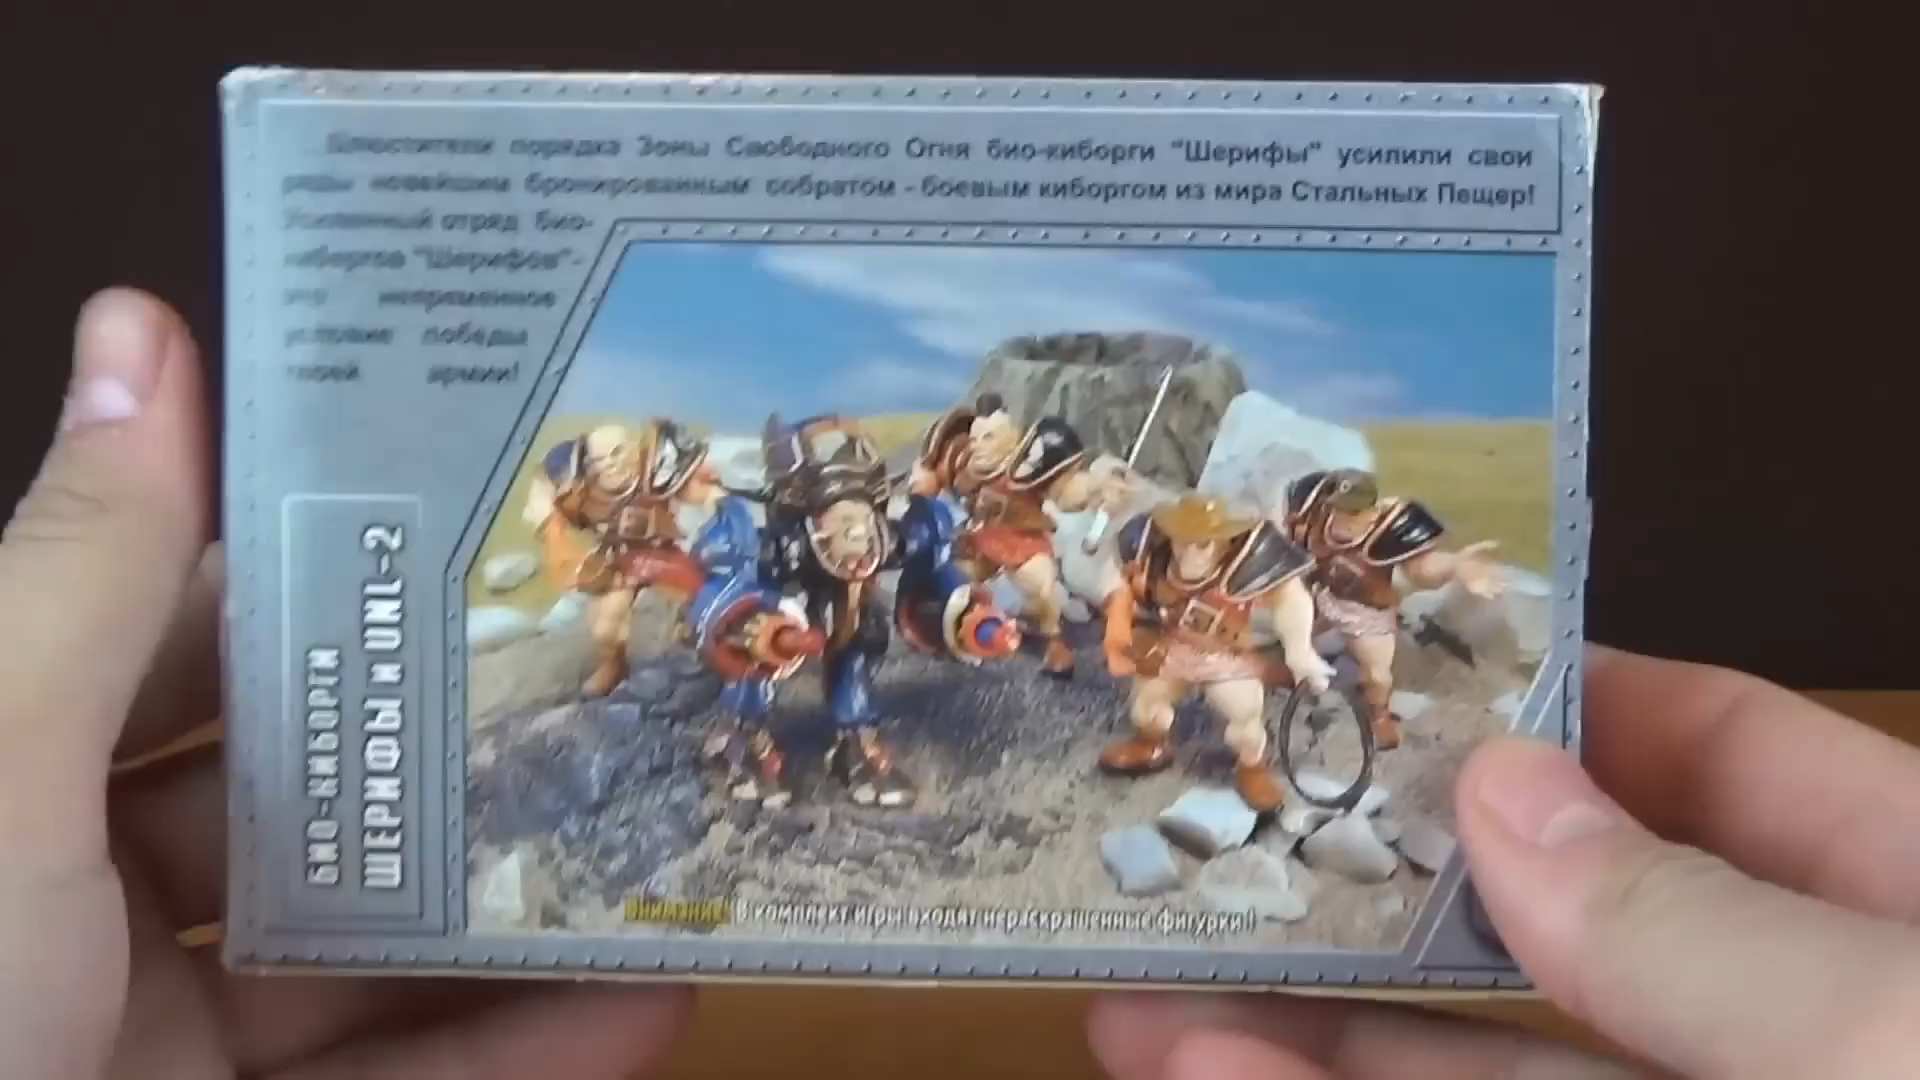 Блюстители порядка Зоны Свободного Огня био-киборги "Шерифы" усилили свои
ряды новейшим бронированным собратом - боевым киборгом из мира Стальных Пещер!
Усиленный отряд био-
киборгов "Шерифов"-
это непременное
условие победы
твоей армии!
БИО-КИБОРГИ
ШЕРИФЫ и UNL-2
Внимание! В комплект игры входят нераскрашенные фигурки!